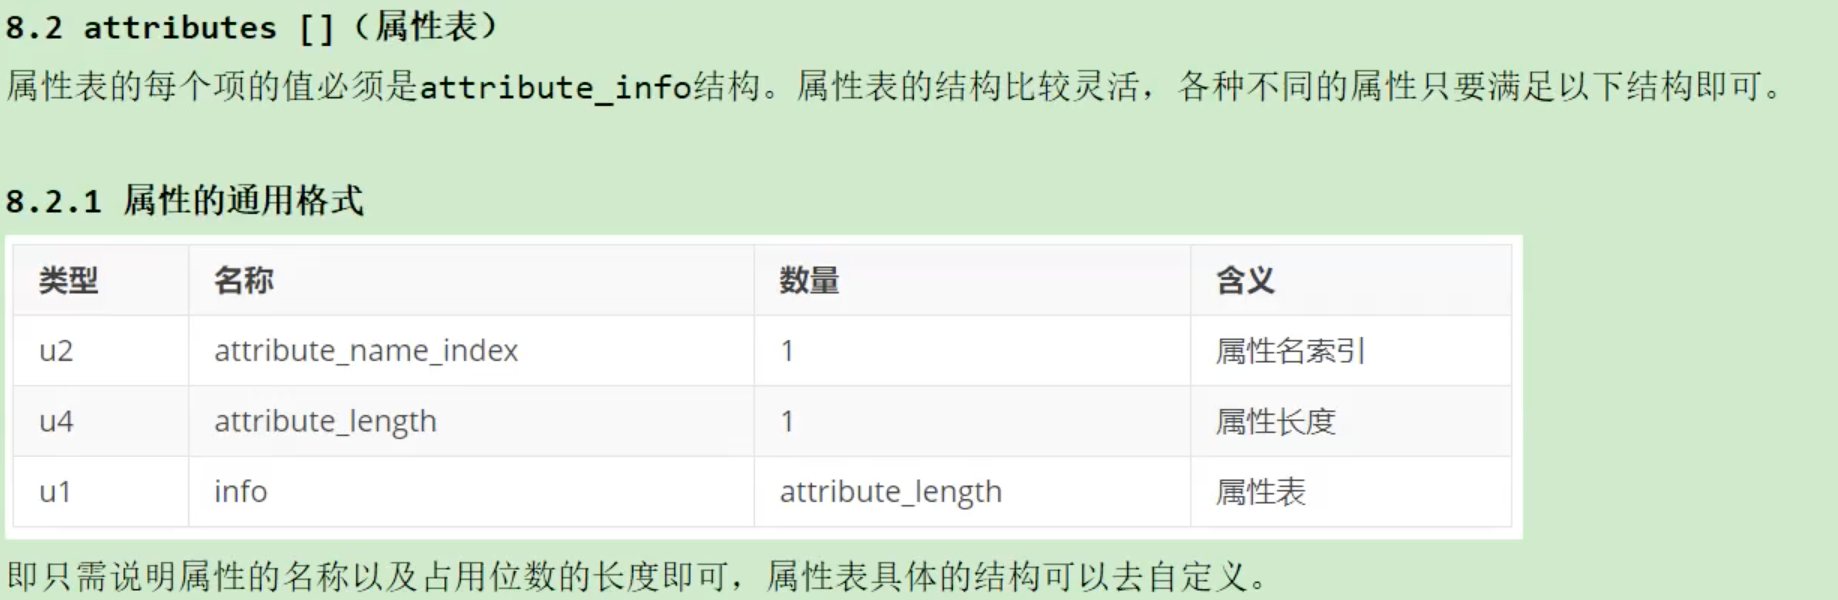 8.2 attributes []（属性表）
属性表的每个项的值必须是attribute_info结构。属性表的结构比较灵活，各种不同的属性只要满足以下结构即可。
8.2.1 属性的通用格式
类型 名称 数量 含义
u2 attribute_name_index 1 属性名索引
u4 attribute_length 1 属性长度
u1 info attribute_length 属性表
即只需说明属性的名称以及占用位数的长度即可，属性表具体的结构可以去自定义。